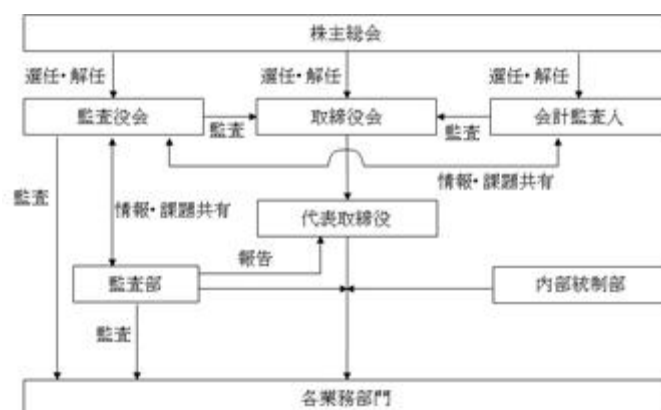 株主総会
選任・解任
選任・解任
選任・解任
監査役会
監査
取締役会
監査
会計監査人
監査
情報・課題共有
情報・課題共有
代表取締役
報告
監査部
内部統制部
監査
各業務部門